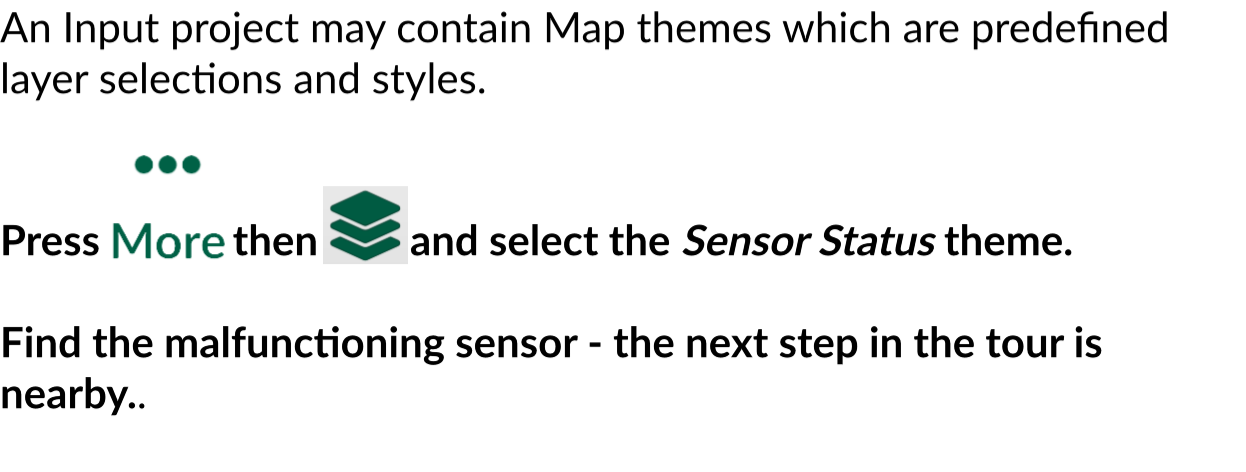 An Input project may contain Map themes which are predefined
layer selections and styles.
Press More then and select the Sensor Status theme.
Find the malfunctioning sensor - the next step in the tour is
nearby..